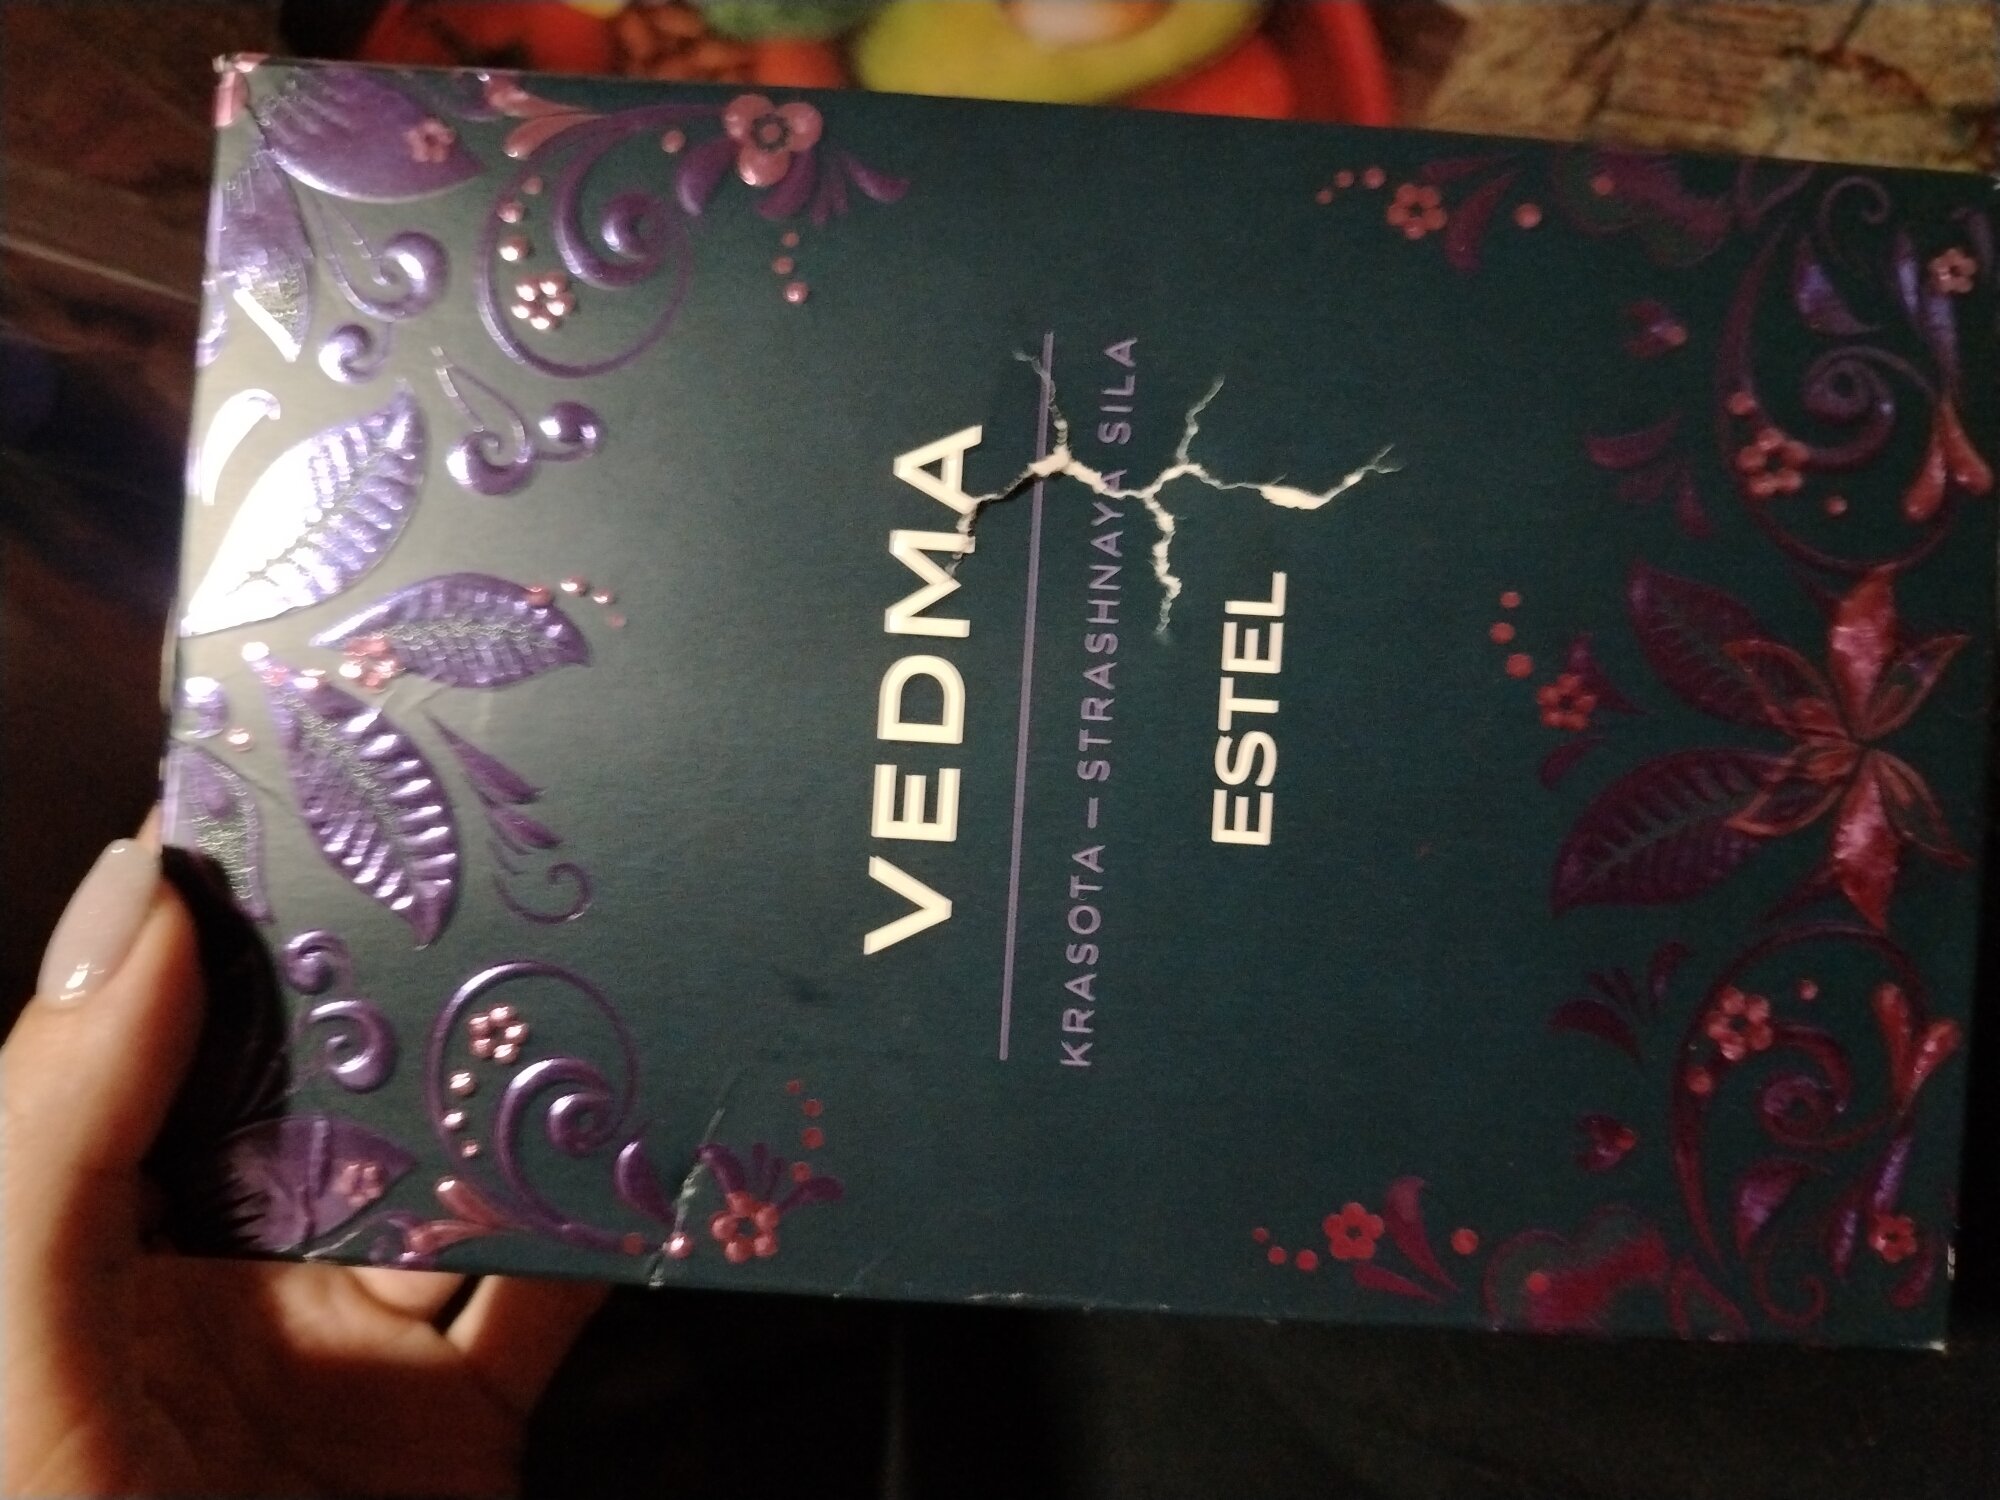 VEDMA
KRASOTA — STRASHNAYA SILA
ESTEL